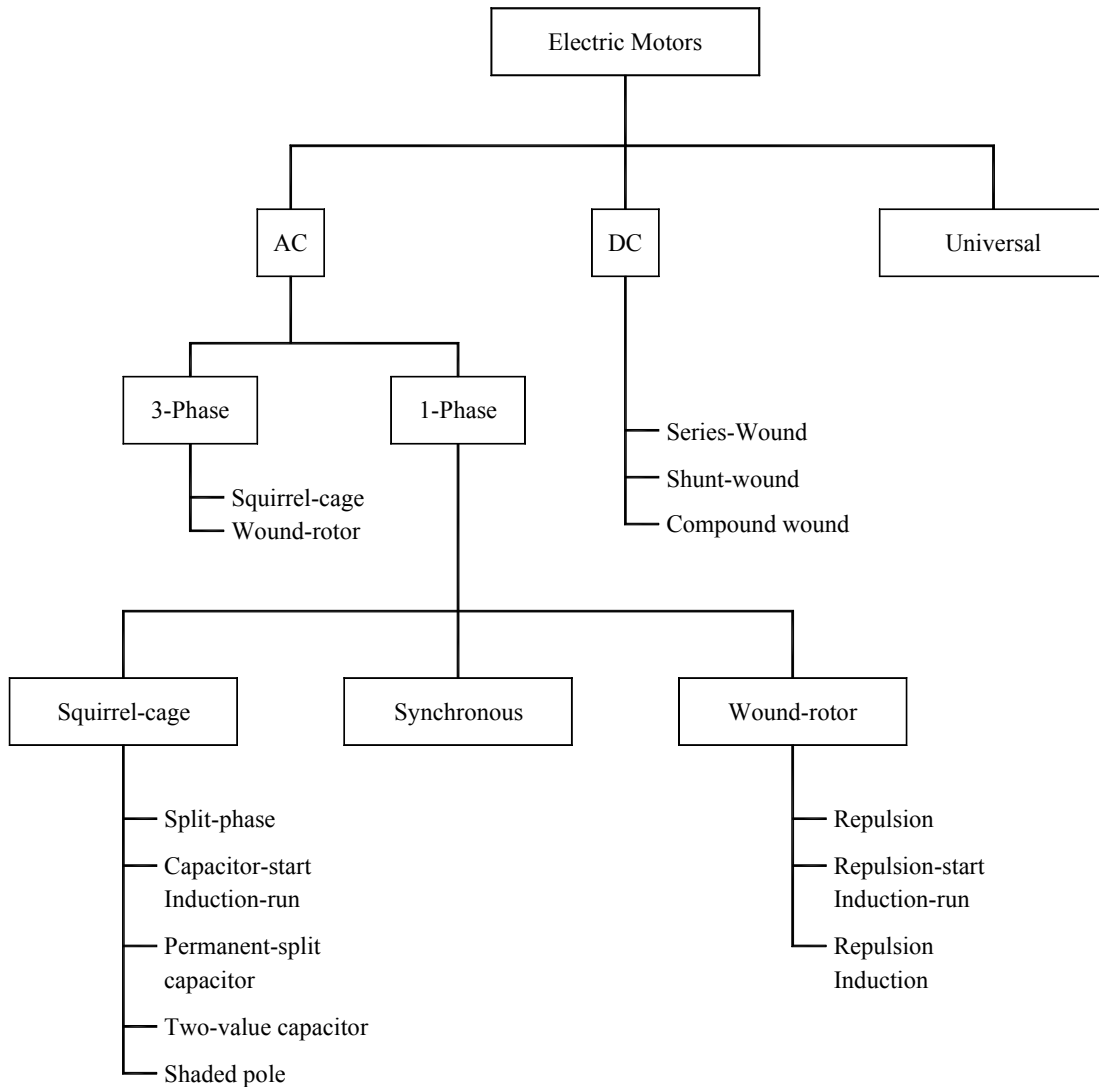 Electric Motors
AC
DC
Universal
3-Phase
1-Phase
Squirrel-cage
Wound-rotor
Series-Wound
Shunt-wound
Compound wound
Squirrel-cage
Synchronous
Wound-rotor
Split-phase
Capacitor-start
Induction-run
Permanent-split
capacitor
Two-value capacitor
Shaded pole
Repulsion
Repulsion-start
Induction-run
Repulsion
Induction